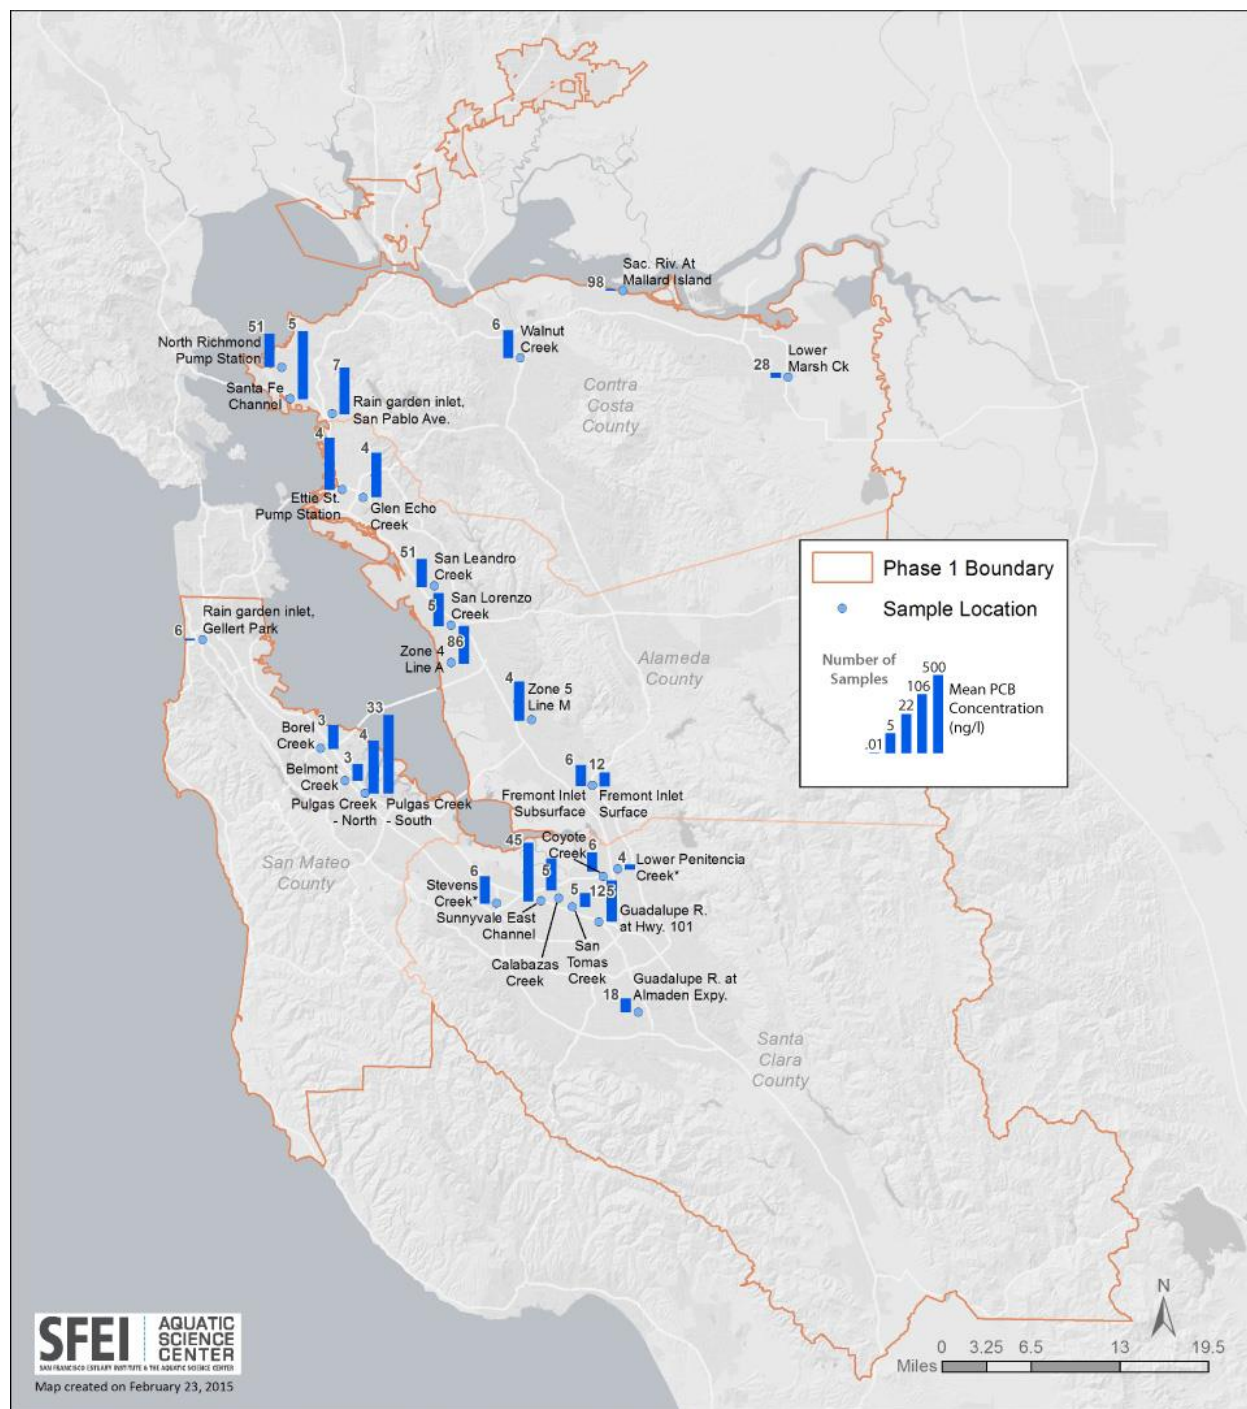 Sac. Riv. At
98
Mallard Island
51
5
North Richmond
Pump Station
Santa Fe
Channel
7
Rain garden inlet,
San Pablo Ave.
6
Walnut
Creek
28
Lower
Marsh Ck
Contra
Costa
County
4
Ettie St.
Pump Station
4
Glen Echo
Creek
51
San Leandro
Creek
5
San Lorenzo
Creek
86
Zone 4
Line A
Rain garden inlet,
Gellert Park
6
Alameda
County
4
Zone 5
Line M
Phase 1 Boundary
Sample Location
Number of
Samples
.01
5
22
106
500
Mean PCB
Concentration
(ng/l)
3
Borel
Creek
3
Belmont
Creek
4
33
Pulgas Creek
- North
Pulgas Creek
- South
6
12
Fremont Inlet
Subsurface
Fremont Inlet
Surface
San Mateo
County
Coyote
Creek
6
4
Lower Penitencia
Creek*
45
5
6
Stevens
Creek*
Sunnyvale East
Channel
5
125
Guadalupe R.
at Hwy. 101
Calabazas
Creek
San
Tomas
Creek
18
Guadalupe R. at
Almaden Expy.
Santa
Clara
County
N
0 3.25 6.5 13 19.5
Miles
SFEI
AQUATIC
SCIENCE
CENTER
SAN FRANCISCO ESTUARY INSTITUTE & THE AQUATIC SCIENCE CENTER
Map created on February 23, 2015